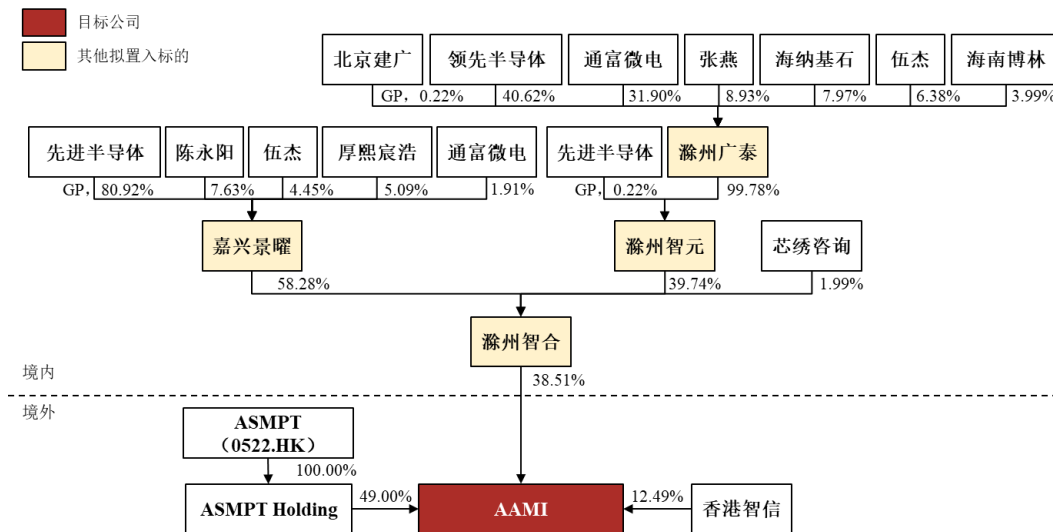 目标公司
其他拟置入标的
北京建广
领先半导体
通富微电
张燕
海纳基石
伍杰
海南博林
GP，0.22%
40.62%
31.90%
8.93%
7.97%
6.38%
3.99%
先进半导体
陈永阳
伍杰
厚熙宸浩
通富微电
先进半导体
滁州广泰
GP，80.92%
7.63%
4.45%
5.09%
1.91%
GP，
0.22%
99.78%
嘉兴景曜
滁州智元
芯绣咨询
58.28%
39.74%
1.99%
滁州智合
境内
38.51%
境外
ASMPT
（0522.HK）
100.00%
ASMPT Holding
49.00%
AAMI
12.49%
香港智信